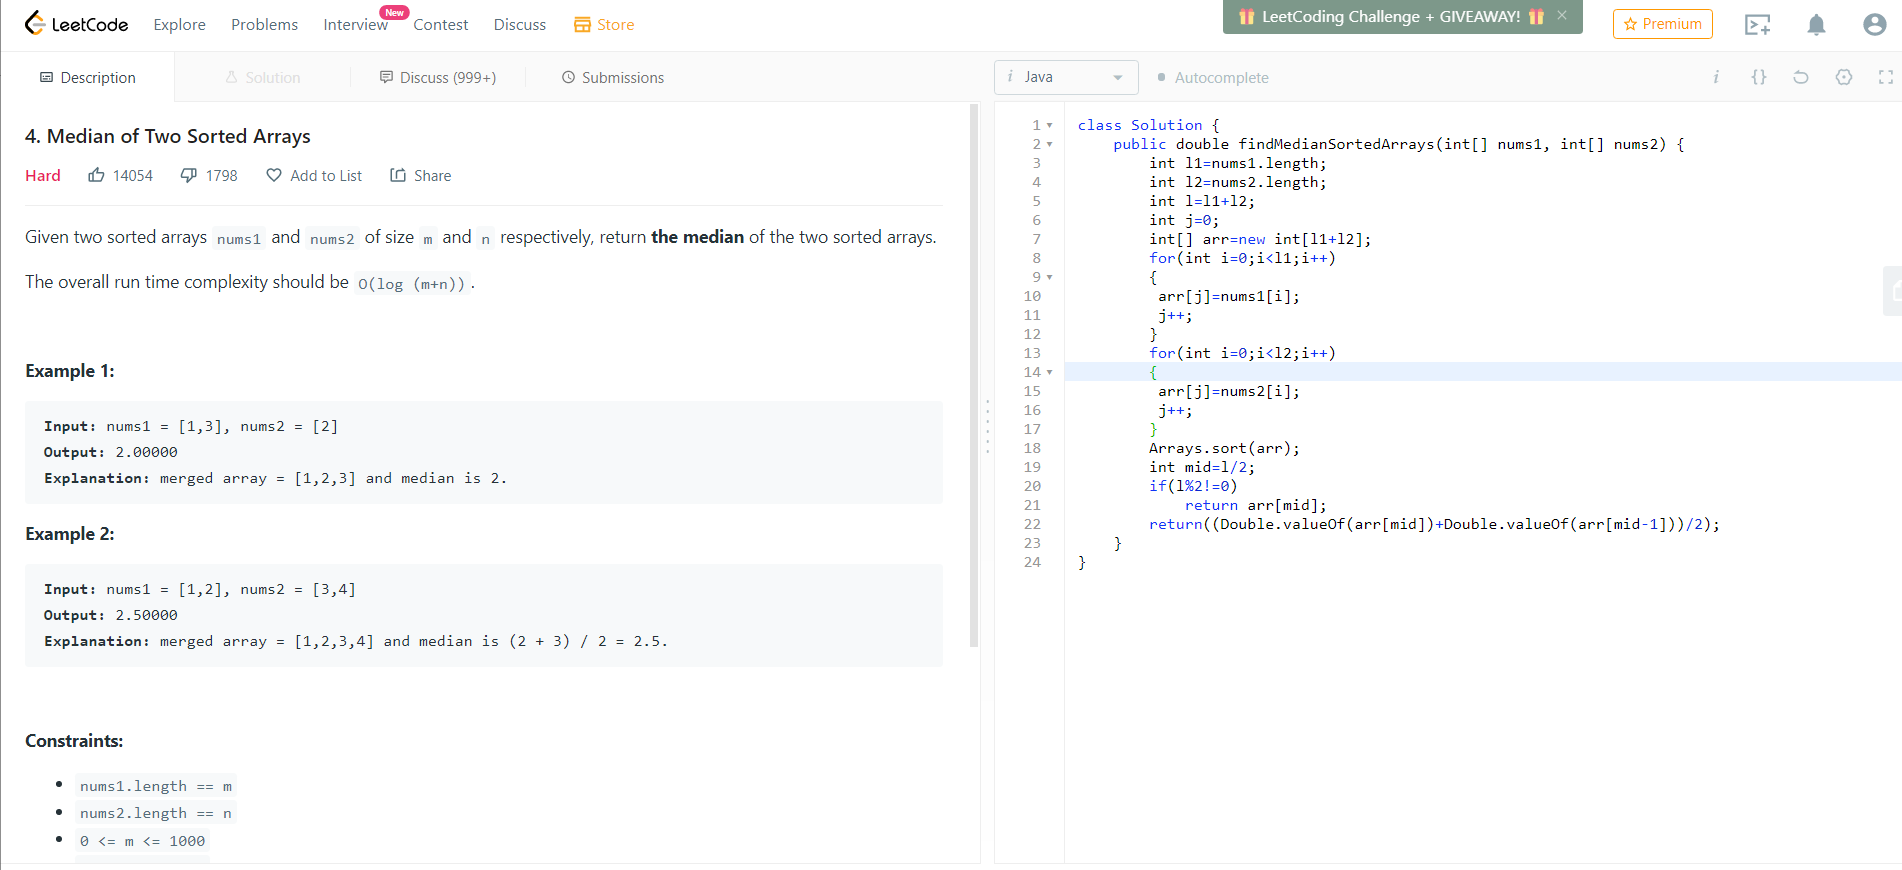 LeetCode Explore Problems Interview New Contest Discuss Store LeetCoding Challenge + GIVEAWAY! × Premium
Description Solution Discuss (999+) Submissions i Java Autocomplete i {}
4. Median of Two Sorted Arrays
Hard 14054 1798 Add to List Share
Given two sorted arrays nums1 and nums2 of size m and n respectively, return the median of the two sorted arrays.
The overall run time complexity should be O(log (m+n)).
Example 1:
Input: nums1 = [1,3], nums2 = [2]
Output: 2.00000
Explanation: merged array = [1,2,3] and median is 2.
Example 2:
Input: nums1 = [1,2], nums2 = [3,4]
Output: 2.50000
Explanation: merged array = [1,2,3,4] and median is (2 + 3) / 2 = 2.5.
Constraints:
nums1.length == m
nums2.length == n
0 <= m <= 1000
1 class Solution {
2 public double findMedianSortedArrays(int[] nums1, int[] nums2) {
3 int l1=nums1.length;
4 int l2=nums2.length;
5 int l=l1+l2;
6 int j=0;
7 int[] arr=new int[l1+l2];
8 for(int i=0;i<l1;i++)
9 {
10 arr[j]=nums1[i];
11 j++;
12 }
13 for(int i=0;i<l2;i++)
14 {
15 arr[j]=nums2[i];
16 j++;
17 }
18 Arrays.sort(arr);
19 int mid=l/2;
20 if(l%2!=0)
21 return arr[mid];
22 return((Double.valueOf(arr[mid])+Double.valueOf(arr[mid-1]))/2);
23 }
24 }